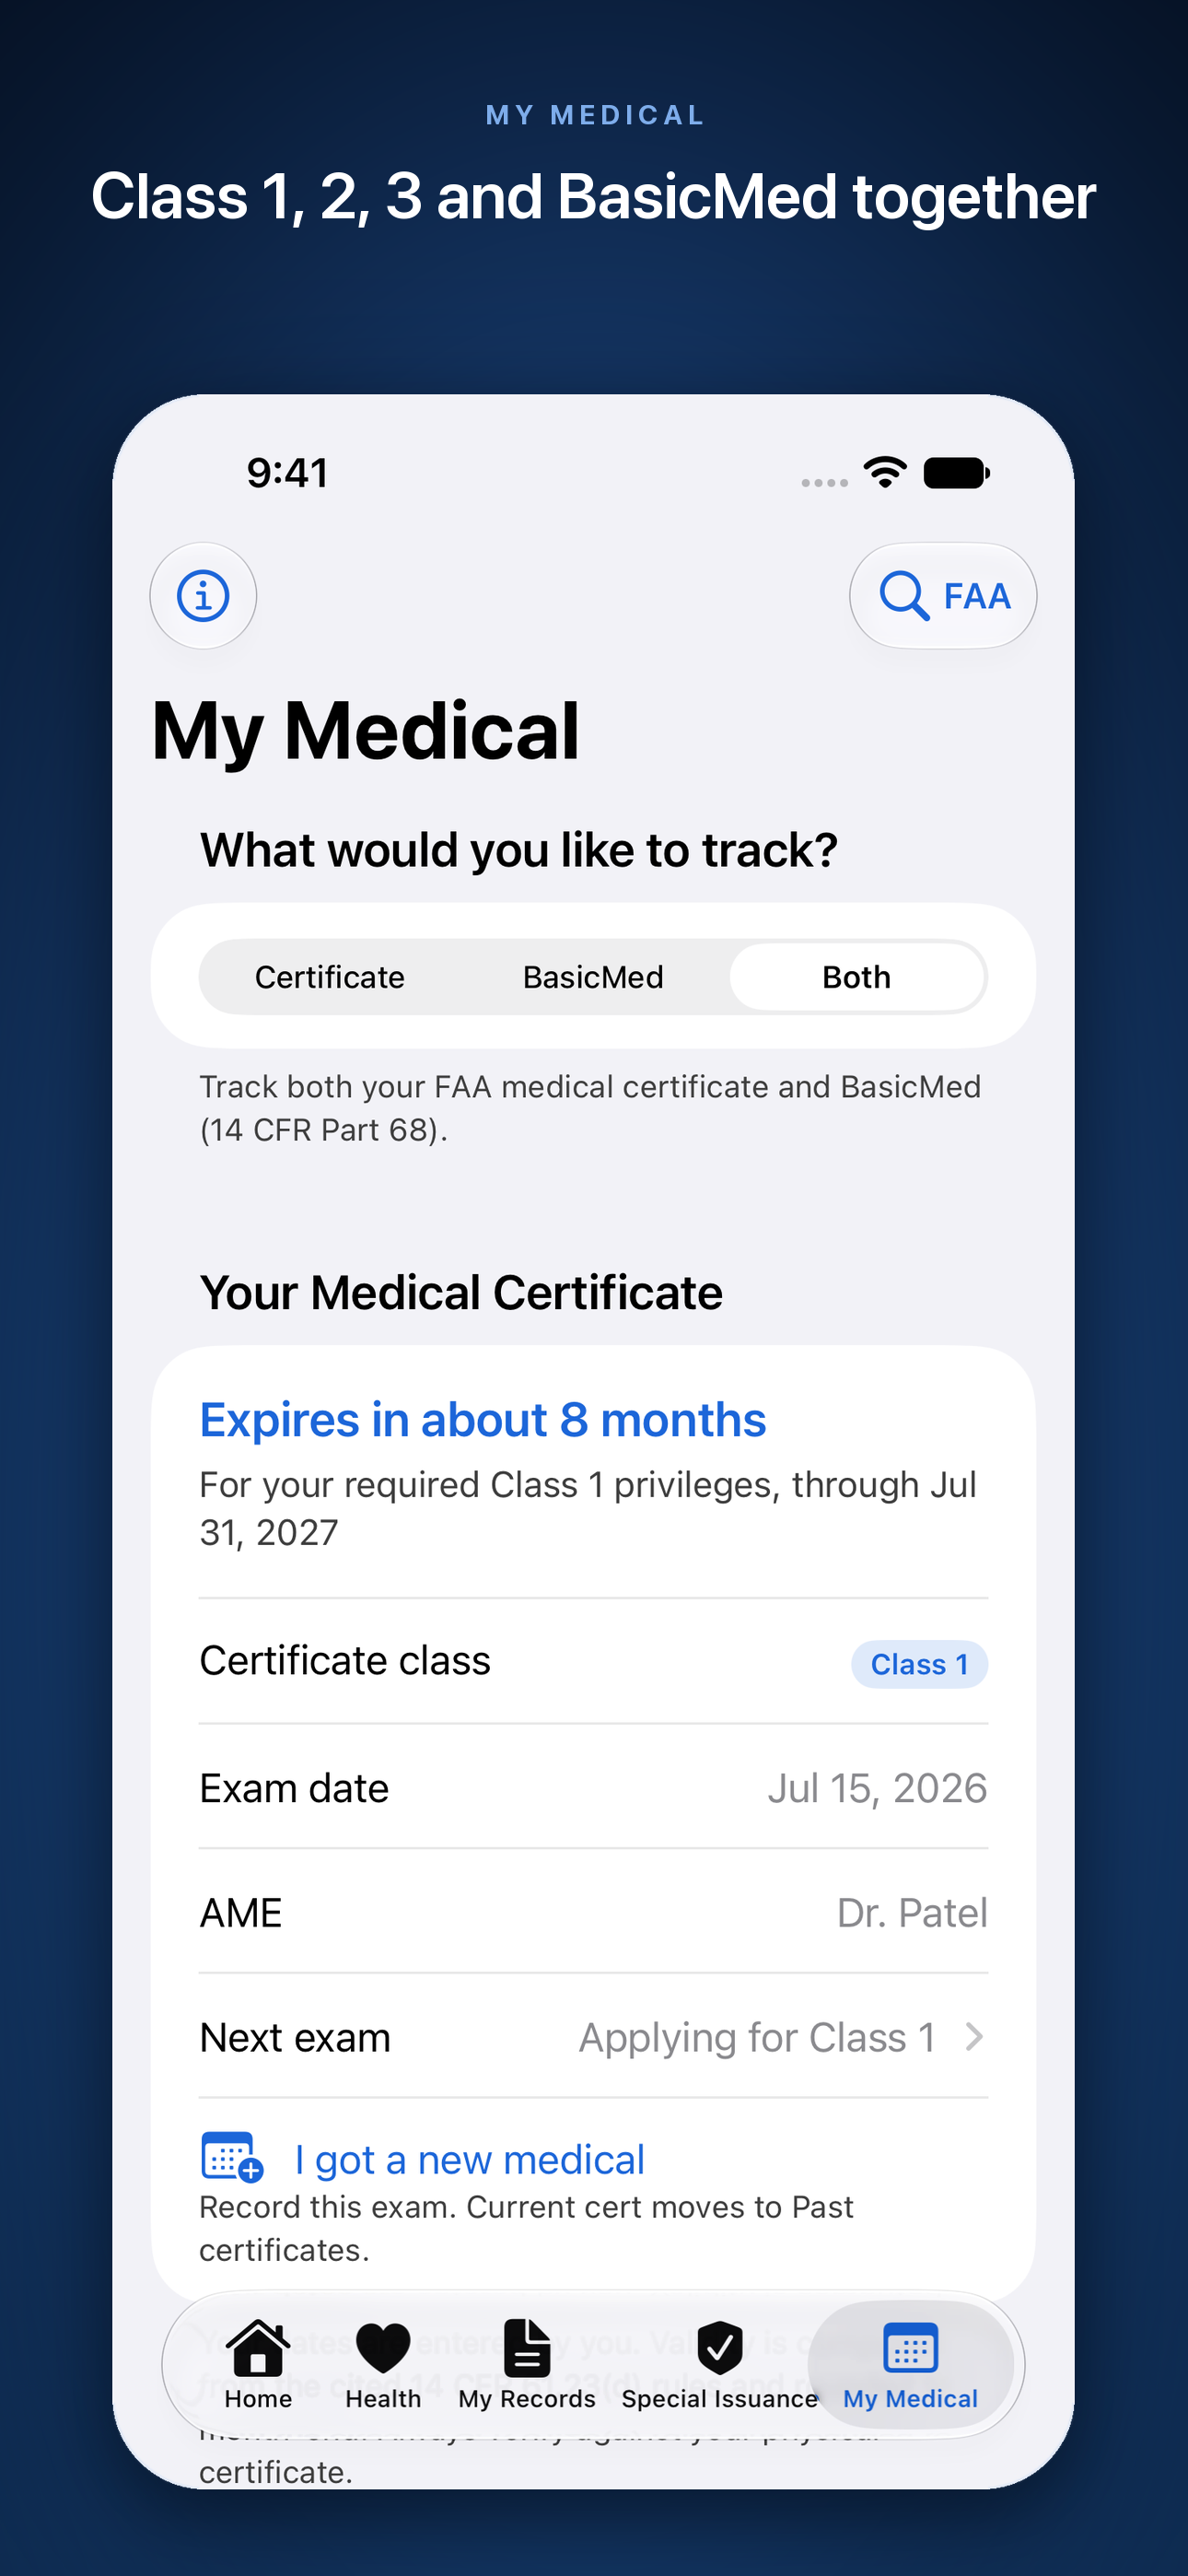 MY MEDICAL
Class 1, 2, 3 and BasicMed together
9:41
FAA
My Medical
What would you like to track?
Certificate BasicMed Both
Track both your FAA medical certificate and BasicMed
(14 CFR Part 68).
Your Medical Certificate
Expires in about 8 months
For your required Class 1 privileges, through Jul
31, 2027
Certificate class Class 1
Exam date Jul 15, 2026
AME Dr. Patel
Next exam Applying for Class 1
I got a new medical
Record this exam. Current cert moves to Past
certificates.
Home Health My Records Special Issuance My Medical
certificate.